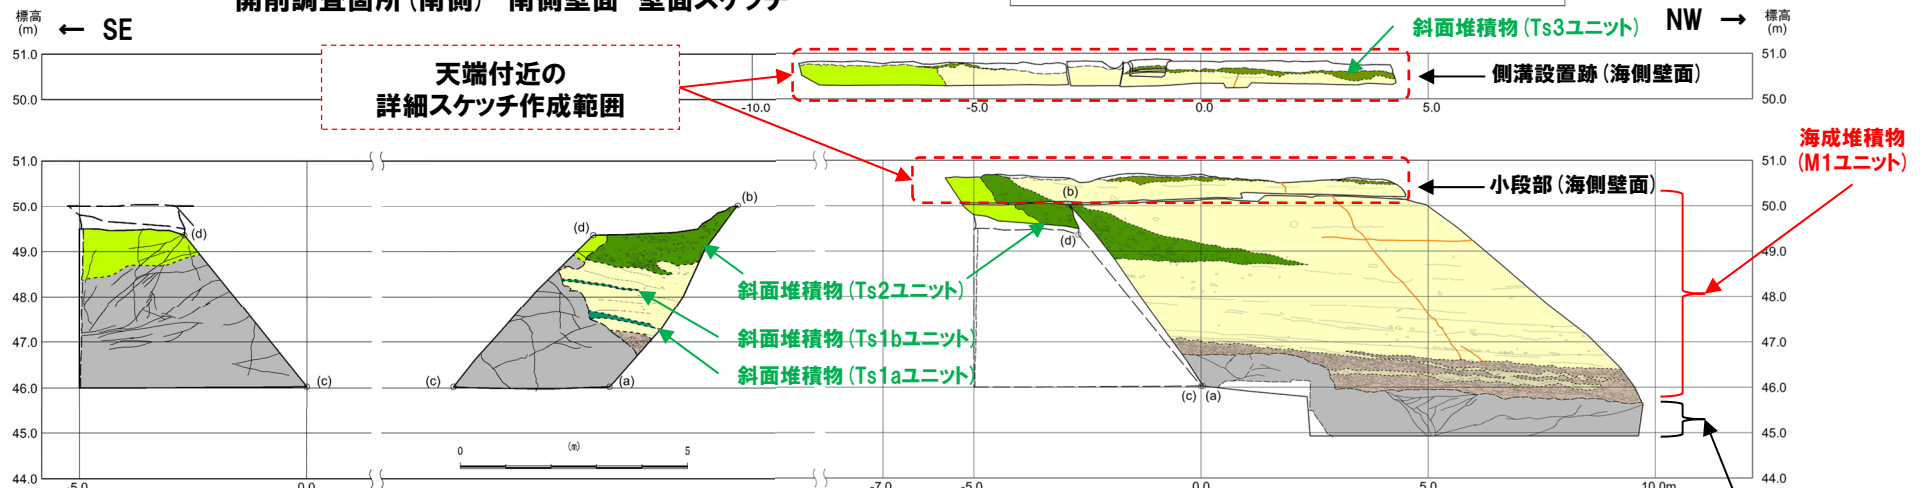 開削調査箇所(南側) 南側壁面 壁面スケッチ
標高
(m)
← SE
NW →
標高
(m)
斜面堆積物(Ts3ユニット)
天端付近の
詳細スケッチ作成範囲
側溝設置跡(海側壁面)
51.0
50.0
-10.0
-5.0
0.0
5.0
51.0
50.0
海成堆積物
(M1ユニット)
小段部(海側壁面)
51.0
50.0
49.0
48.0
47.0
46.0
45.0
44.0
(d)
(c)
(b)
(d)
(c)
(a)
斜面堆積物(Ts2ユニット)
斜面堆積物(Ts1bユニット)
斜面堆積物(Ts1aユニット)
(b)
(d)
(c)
(a)
51.0
50.0
49.0
48.0
47.0
46.0
45.0
44.0
0
(m)
5
-5.0
0.0
-7.0
-5.0
0.0
5.0
10.0m